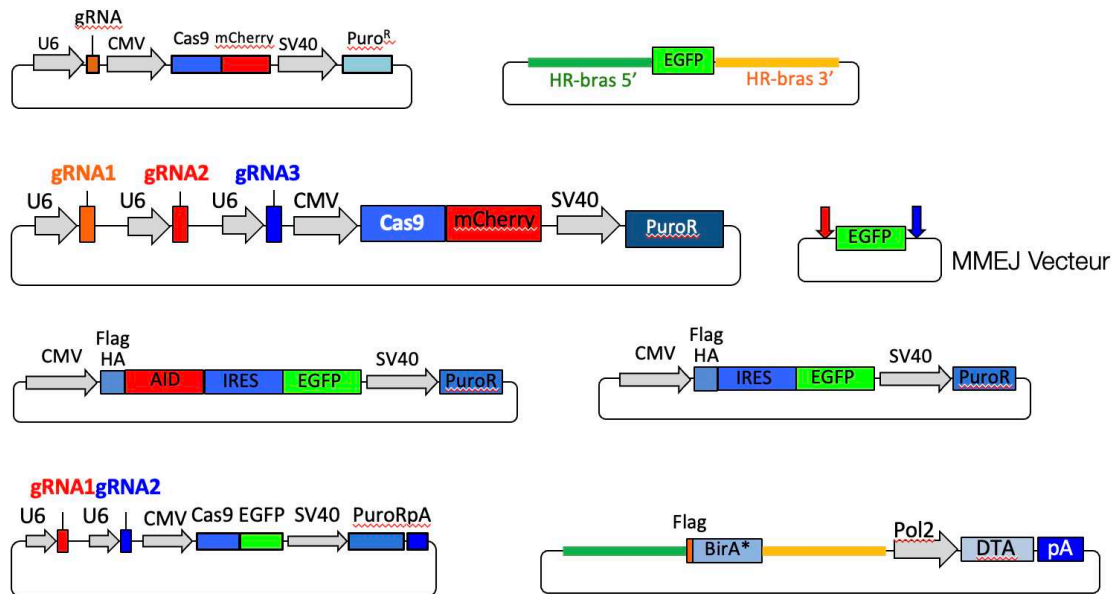 gRNA
U6 CMV Cas9 mCherry SV40 PuroR
EGFP
HR-bras 5’ HR-bras 3’
gRNA1 gRNA2 gRNA3
U6 U6 U6 CMV SV40
Cas9 mCherry PuroR
EGFP
MMEJ Vecteur
CMV Flag SV40
HA AID IRES EGFP PuroR
CMV Flag SV40
HA IRES EGFP PuroR
gRNA1gRNA2
U6 U6 CMV Cas9 EGFP SV40 PuroRpA
Flag Pol2
BirA* DTA pA